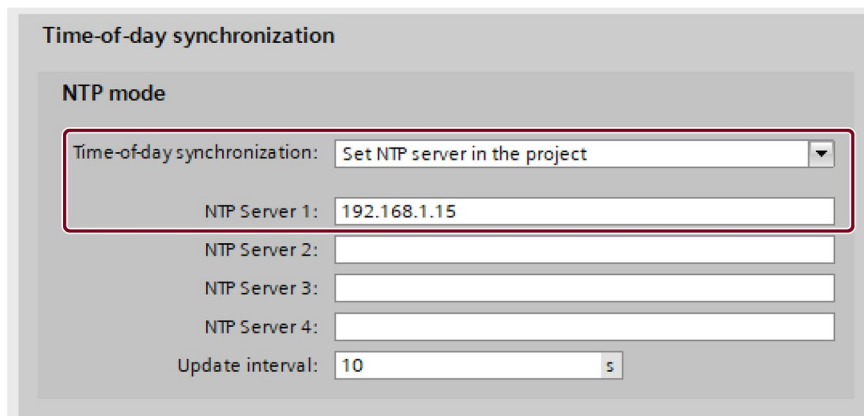 Time-of-day synchronization
NTP mode
Time-of-day synchronization: Set NTP server in the project
NTP Server 1: 192.168.1.15
NTP Server 2:
NTP Server 3:
NTP Server 4:
Update interval: 10 s